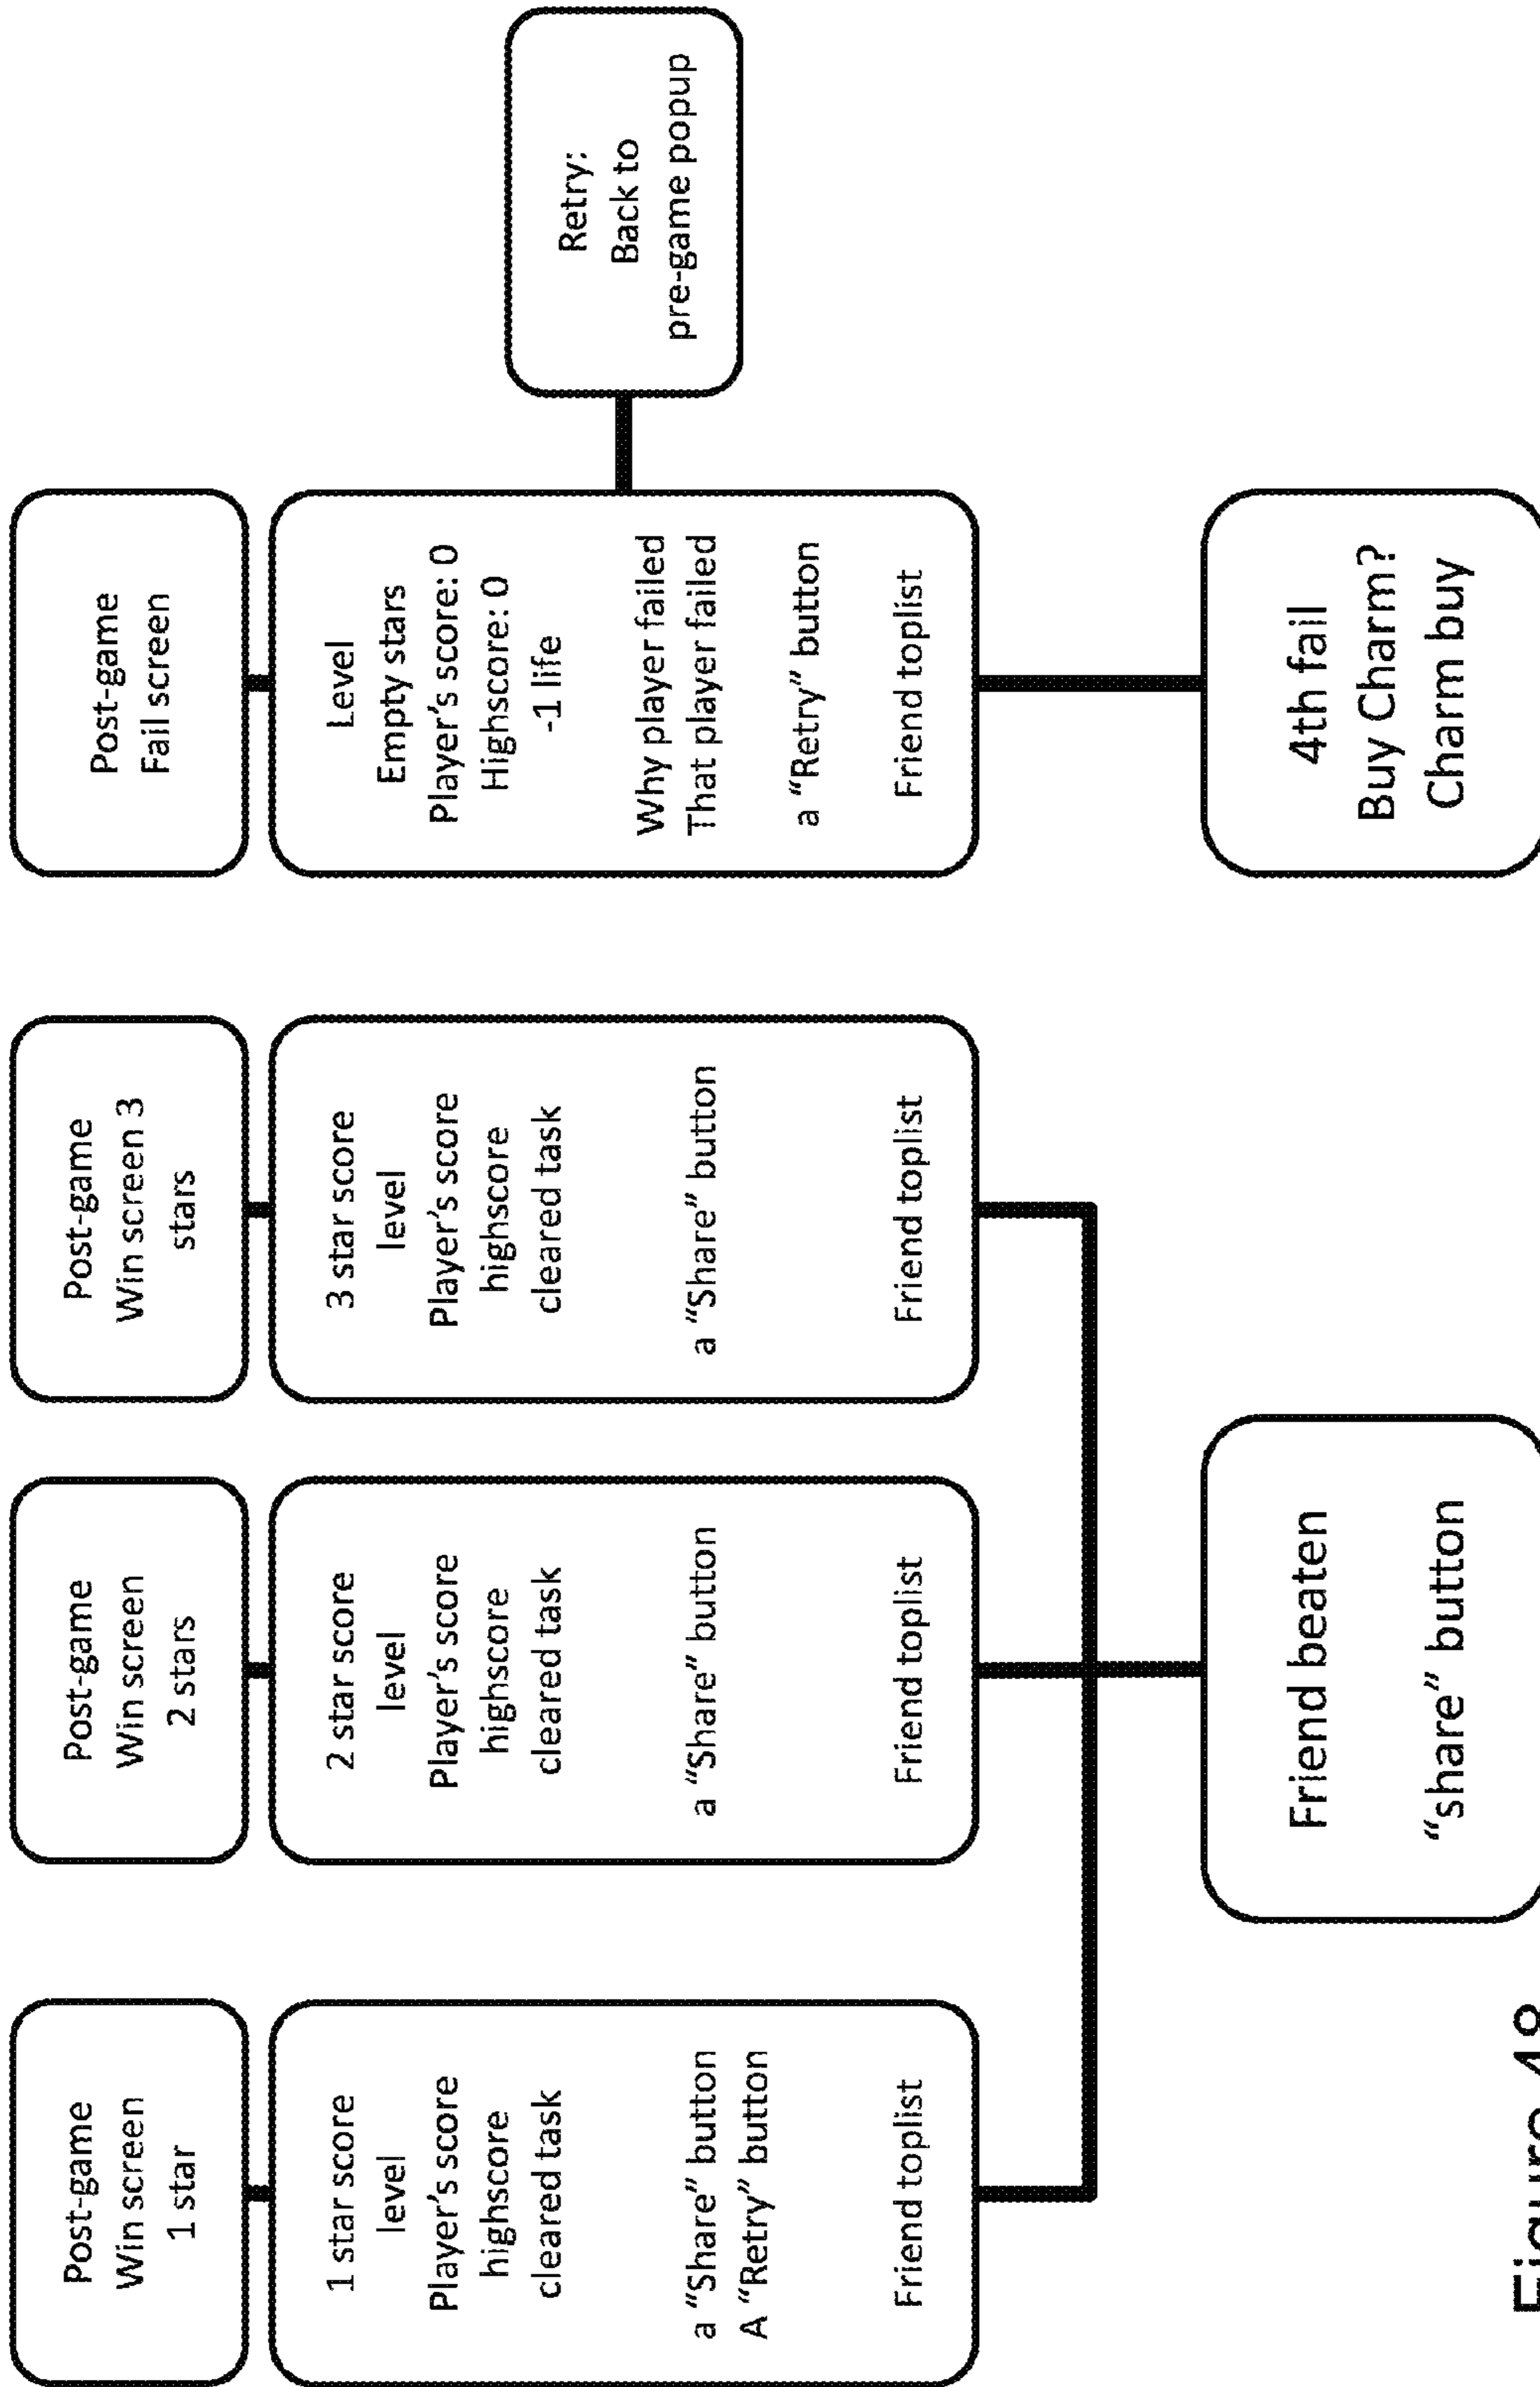 Post-game
Win screen
1 star
1 star score
level
Player's score
highscore
cleared task
a "Share" button
A "Retry" button
Friend toplist
Post-game
Win screen
2 stars
2 star score
level
Player's score
highscore
cleared task
a "Share" button
Friend toplist
Post-game
Win screen 3
stars
3 star score
level
Player's score
highscore
cleared task
a "Share" button
Friend toplist
Friend beaten
"share" button
Post-game
Fail screen
Level
Empty stars
Player's score: 0
Highscore: 0
-1 life
Why player failed
That player failed
a "Retry" button
Friend toplist
Retry:
Back to
pre-game popup
4th fail
Buy Charm?
Charm buy
Figure 48